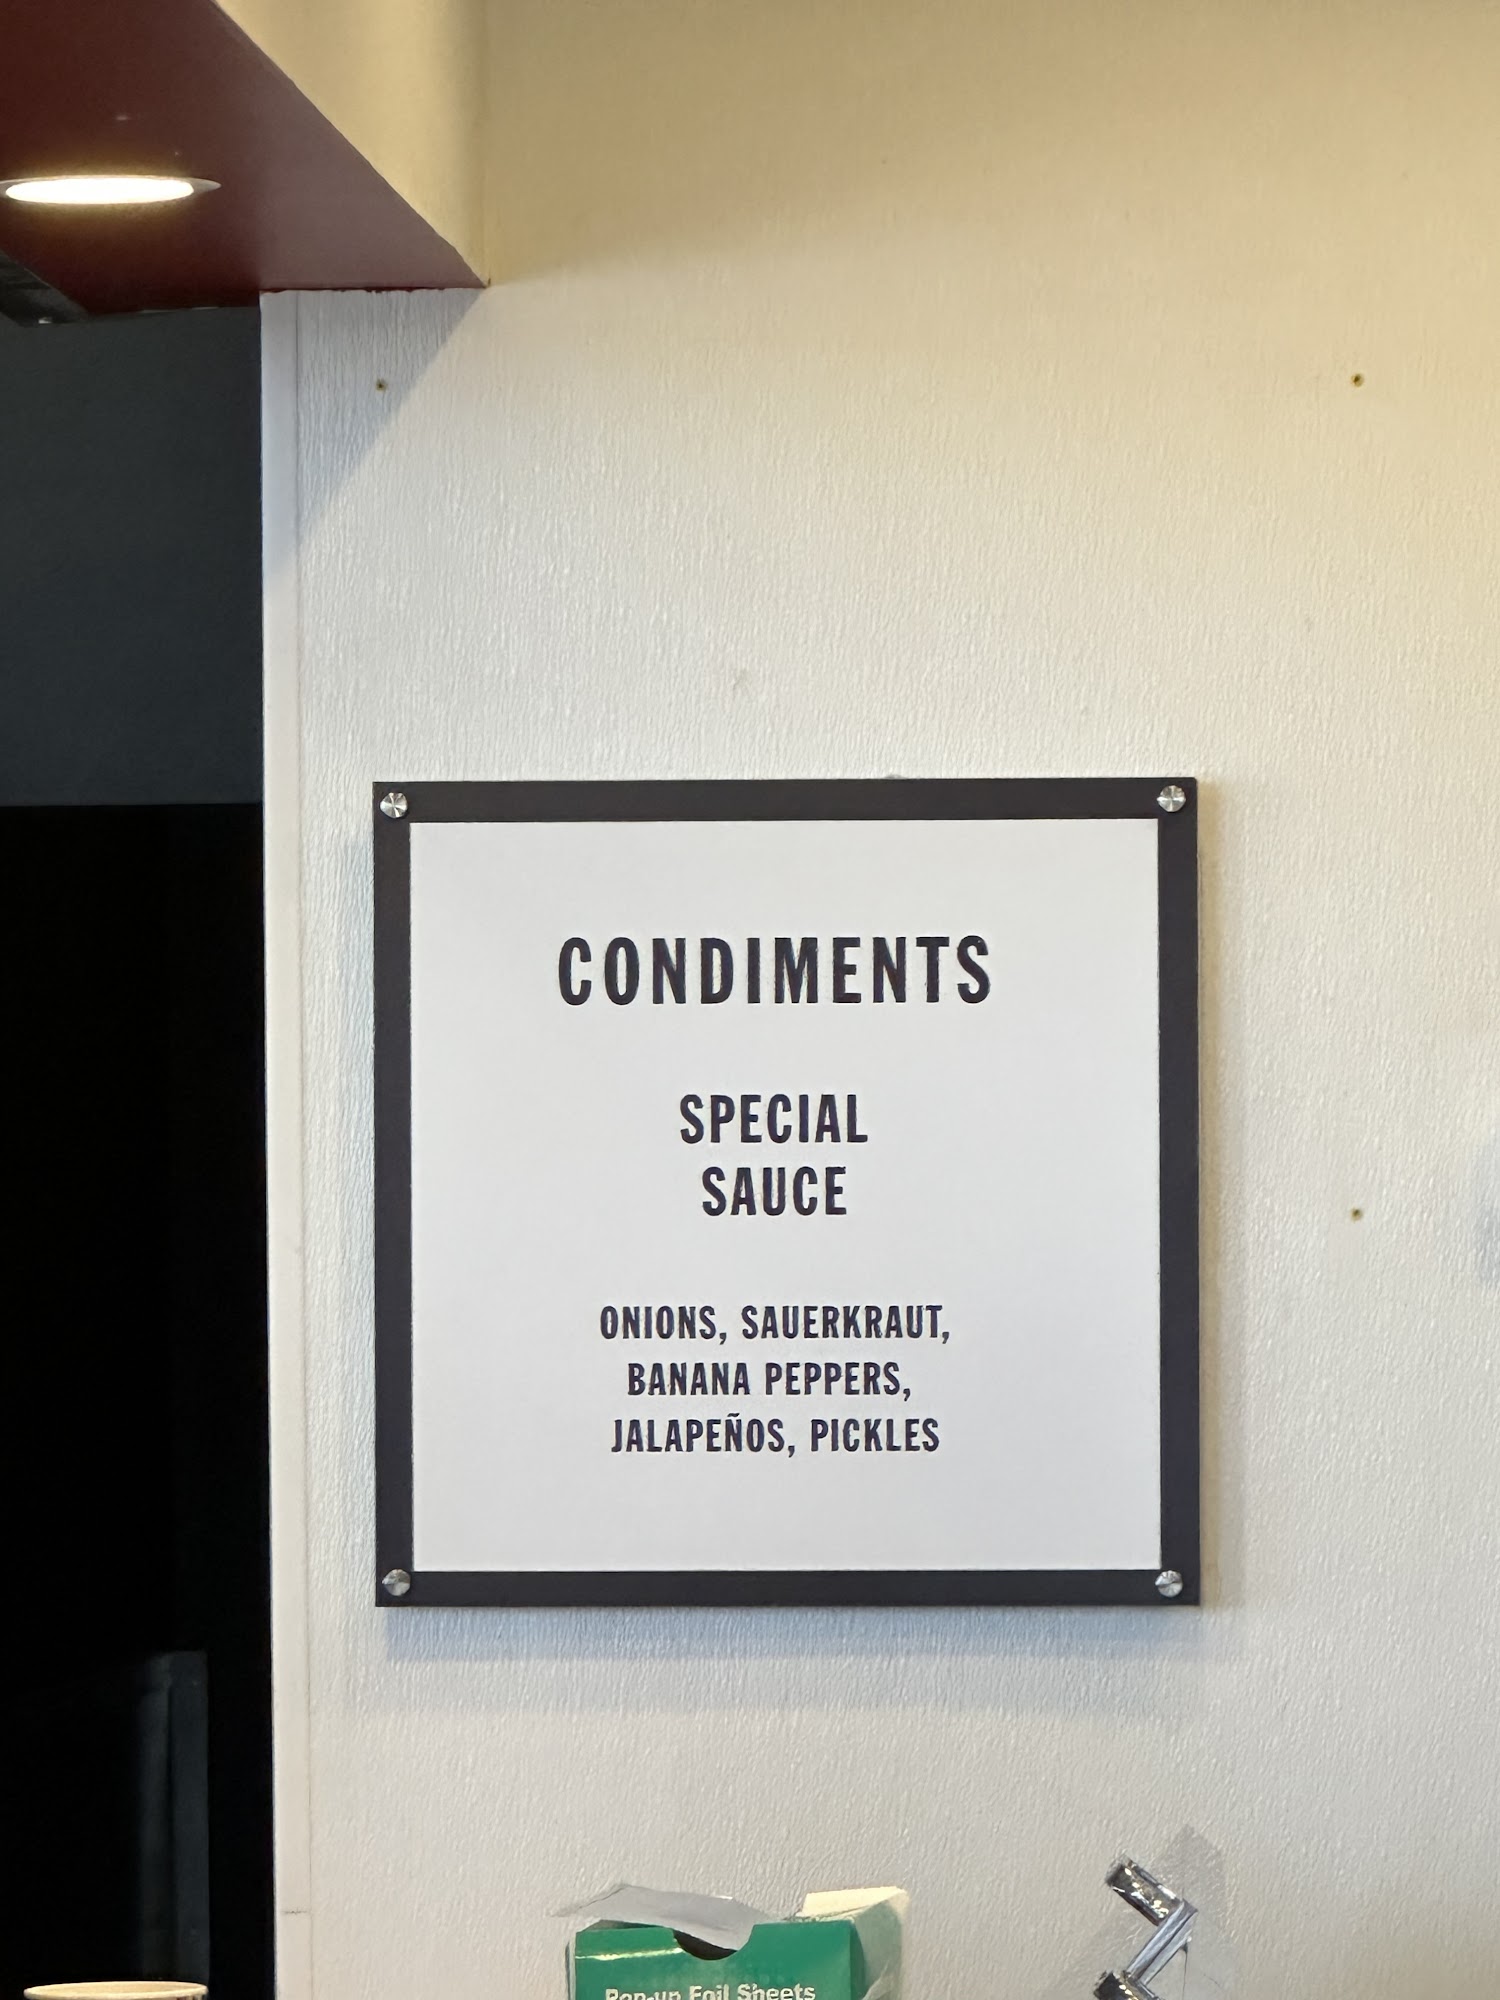 CONDIMENTS
SPECIAL
SAUCE
ONIONS, SAUERKRAUT,
BANANA PEPPERS,
JALAPEÑOS, PICKLES
Pop-up Foil Sheets